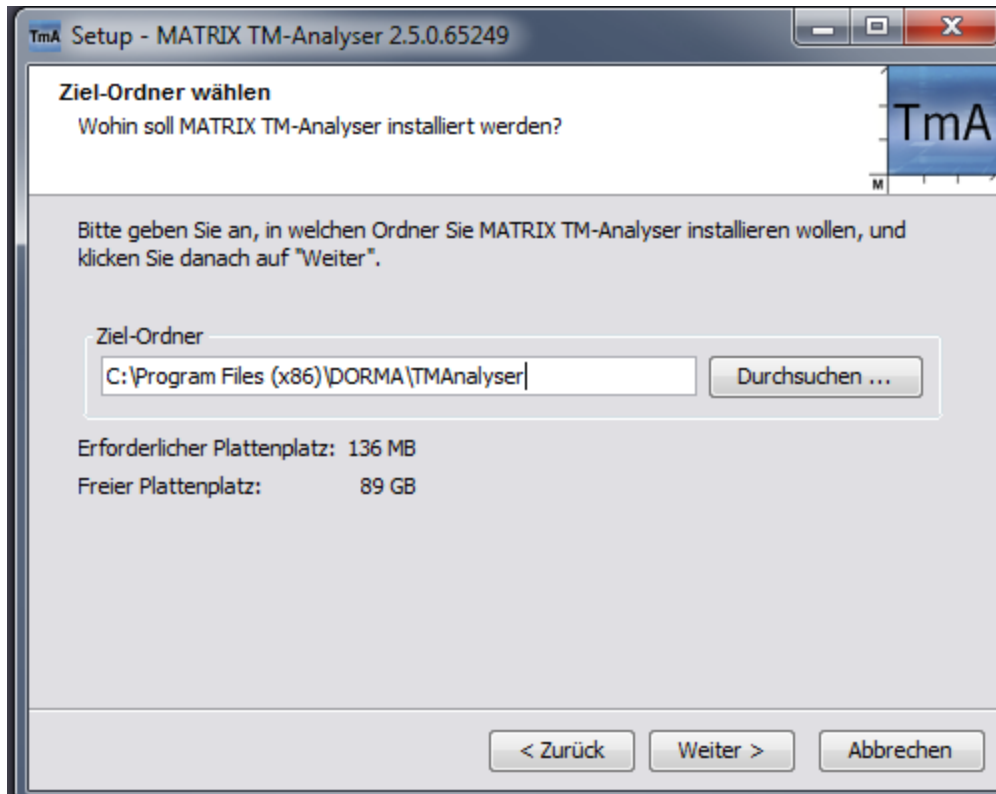 TmA Setup - MATRIX TM-Analyser 2.5.0.65249
Ziel-Ordner wählen
Wohin soll MATRIX TM-Analyser installiert werden?
TmA
M
Bitte geben Sie an, in welchen Ordner Sie MATRIX TM-Analyser installieren wollen, und
klicken Sie danach auf "Weiter".
Ziel-Ordner
C:\Program Files (x86)\DORMA\TMAnalyser
Durchsuchen ...
Erforderlicher Plattenplatz: 136 MB
Freier Plattenplatz: 89 GB
< Zurück Weiter > Abbrechen